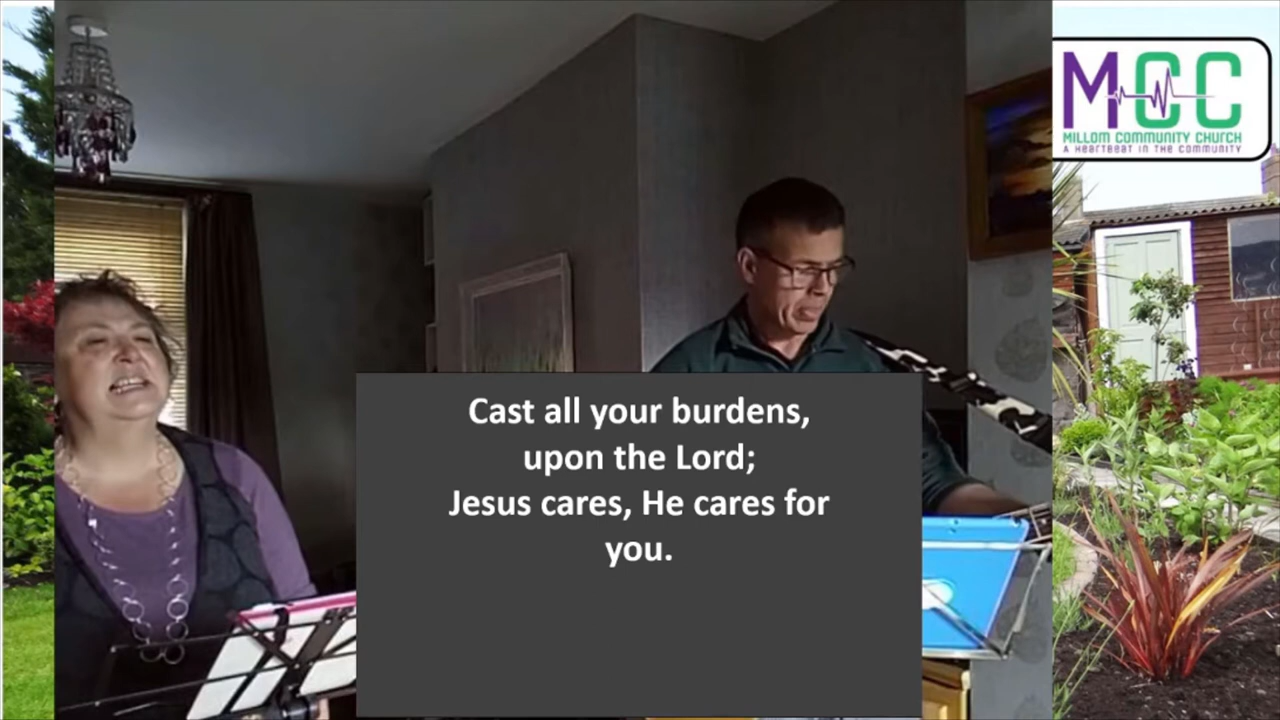 MCC
MILLOM COMMUNITY CHURCH
A HEARTBEAT IN THE COMMUNITY
Cast all your burdens,
upon the Lord;
Jesus cares, He cares for
you.